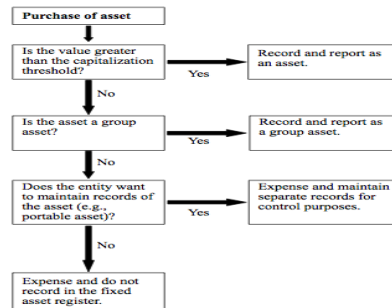 Purchase of asset
Is the value greater
than the capitalization
threshold?
Yes
Record and report as
an asset.
No
Is the asset a group
asset?
Yes
Record and report as
a group asset.
No
Does the entity want
to maintain records of
the asset (e.g.,
portable asset)?
Yes
Expense and maintain
separate records for
control purposes.
No
Expense and do not
record in the fixed
asset register.